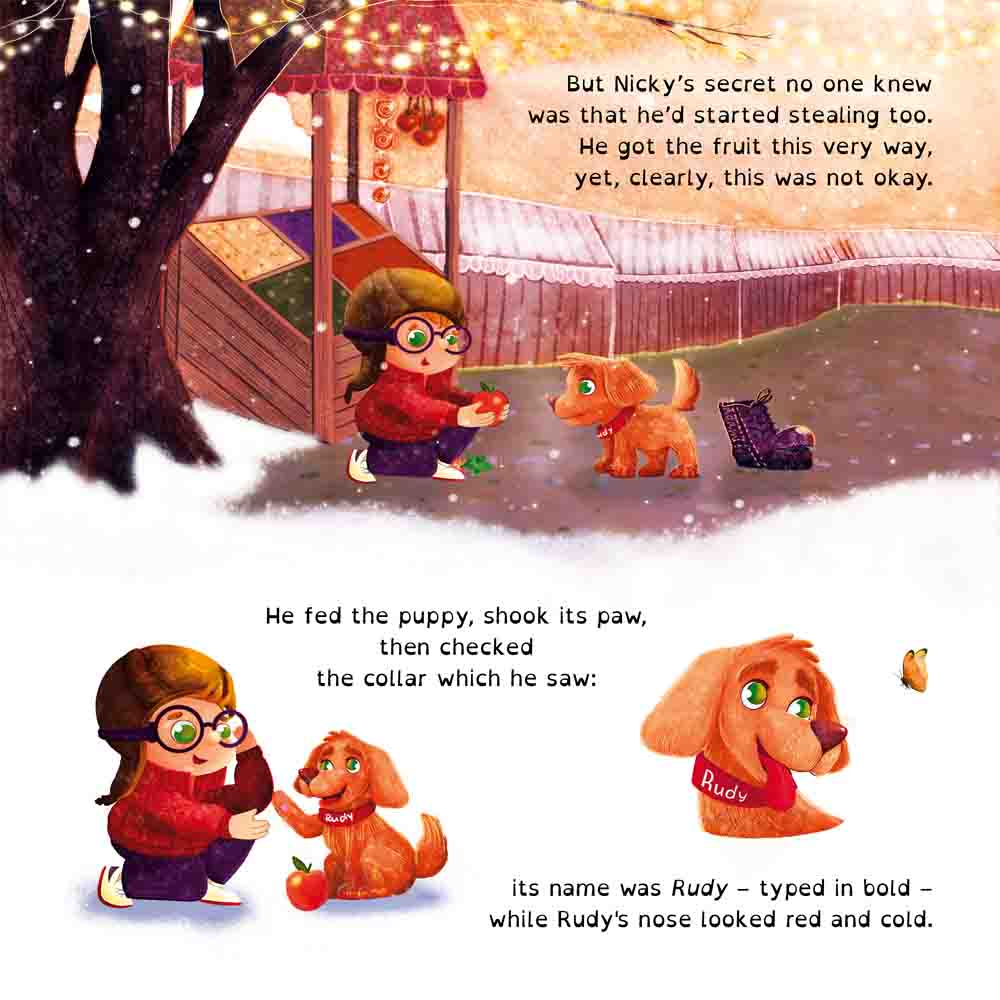 But Nicky's secret no one knew
was that he'd started stealing too.
He got the fruit this very way,
yet, clearly, this was not okay.
udy
He fed the puppy, shook its paw,
then checked
the collar which he saw:
Rudy
Rudy
its name was Rudy – typed in bold –
while Rudy's nose looked red and cold.